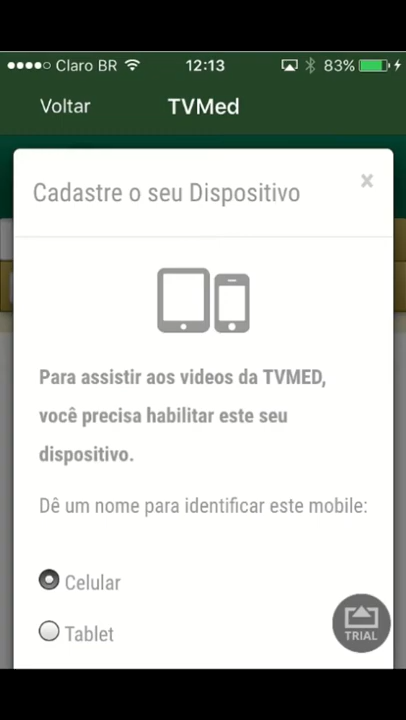 Claro BR 12:13 83%
Voltar TVMed
Cadastre o seu Dispositivo ×
Para assistir aos videos da TVMED,
você precisa habilitar este seu
dispositivo.
Dê um nome para identificar este mobile:
Celular
Tablet
TRIAL